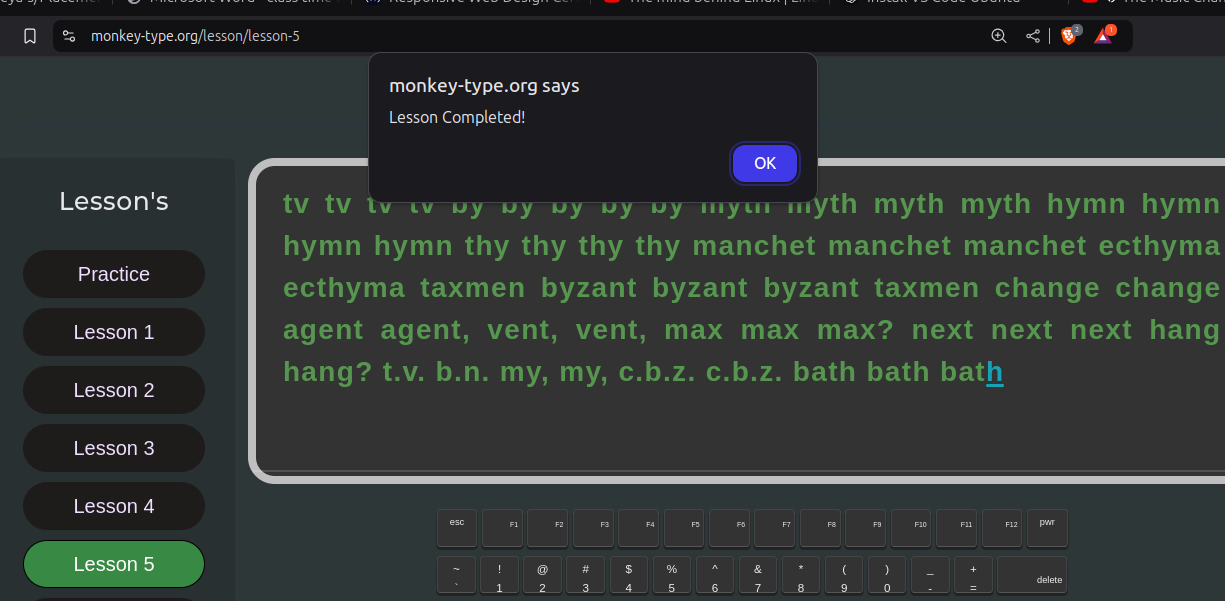 monkey-type.org/lesson/lesson-5
2
1
monkey-type.org says
Lesson Completed!
OK
Lesson's
Practice
Lesson 1
Lesson 2
Lesson 3
Lesson 4
Lesson 5
tv tv tv tv by by by by by myth myth myth myth hymn hymn
hymn hymn thy thy thy thy manchet manchet manchet ecthyma
ecthyma taxmen byzant byzant byzant taxmen change change
agent agent, vent, vent, max max max? next next next hang
hang? t.v. b.n. my, my, c.b.z. c.b.z. bath bath bath
esc F1 F2 F3 F4 F5 F6 F7 F8 F9 F10 F11 F12 pwr
~ ! @ # $ % ^ & * ( ) _ +
` 1 2 3 4 5 6 7 8 9 0 - = delete